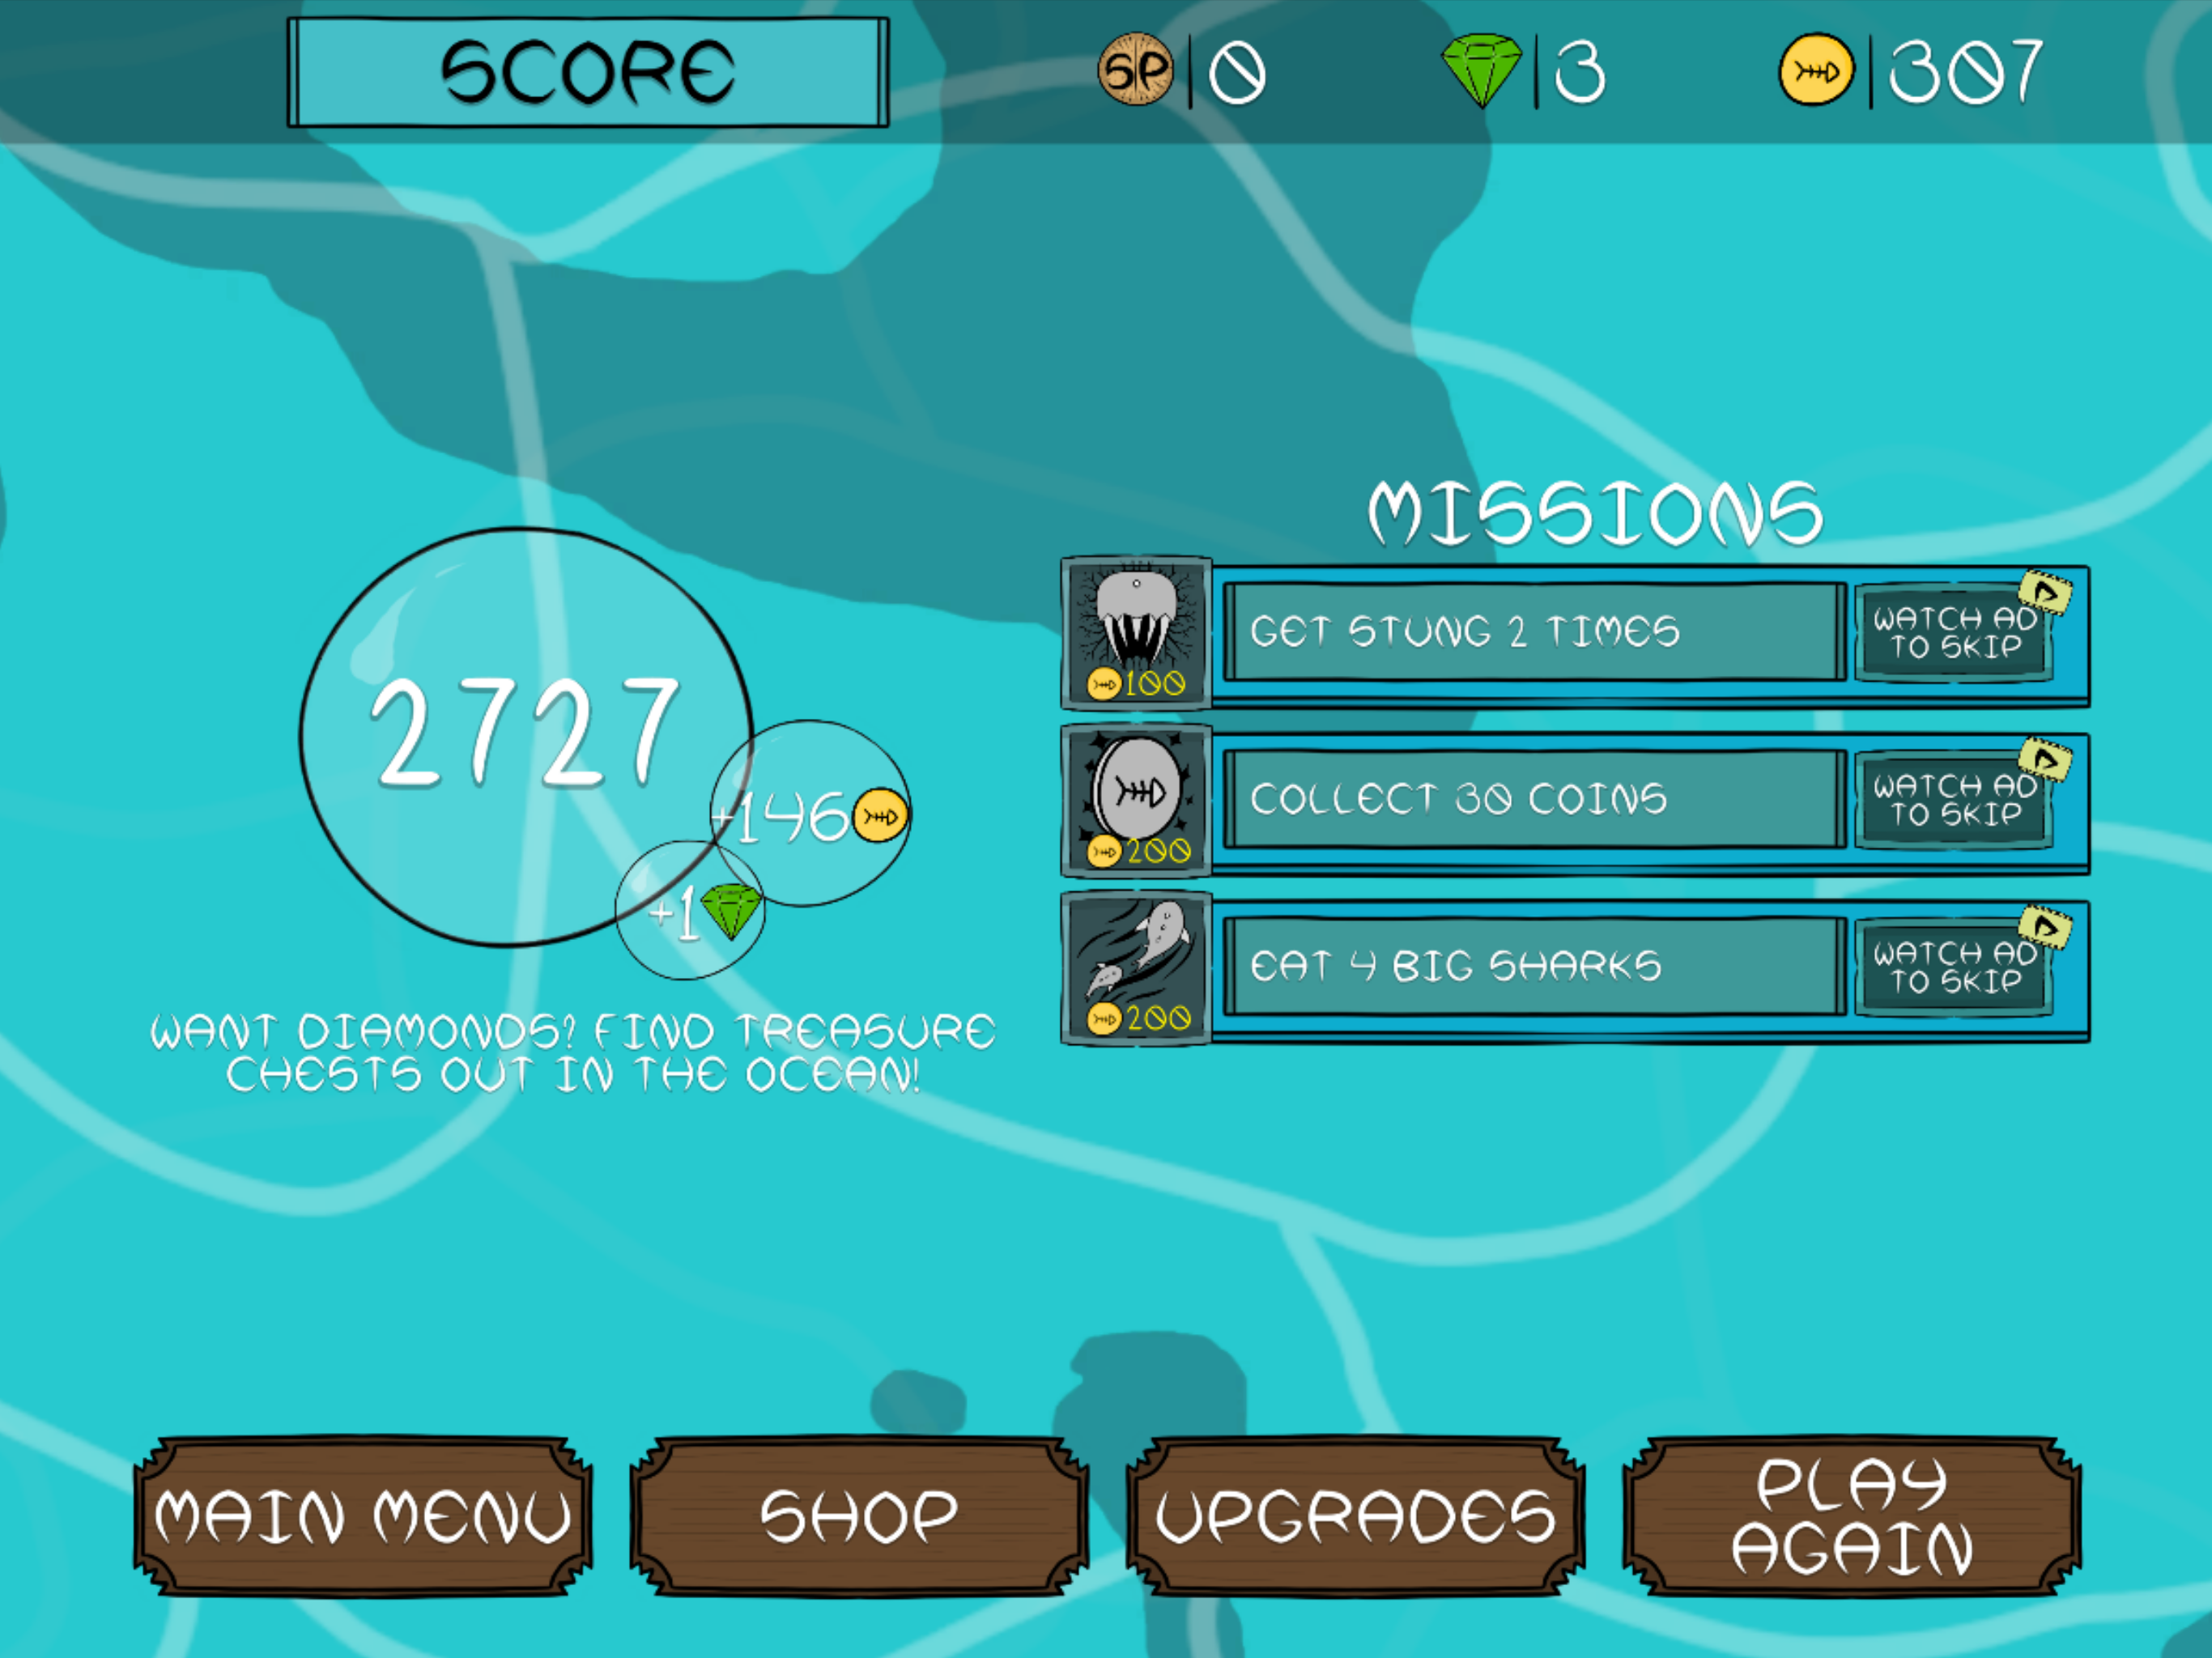 SCORE
SP 0
3
307
MISSIONS
GET STUNG 2 TIMES
WATCH AD
TO SKIP
100
COLLECT 30 COINS
WATCH AD
TO SKIP
200
EAT 4 BIG SHARKS
WATCH AD
TO SKIP
200
2727
+146
+1
WANT DIAMONDS? FIND TREASURE
CHESTS OUT IN THE OCEAN!
MAIN MENU
SHOP
UPGRADES
PLAY
AGAIN